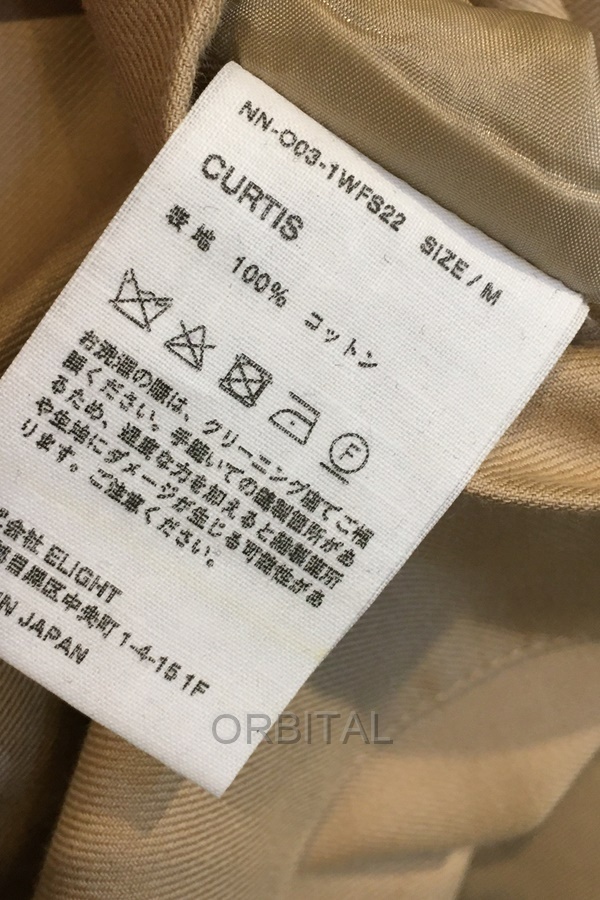 NN-O03-1WFS22 SIZE / M
CURTIS
表地 100% コットン
F
お洗濯の際は、クリーニング店でご相
談ください。手縫いでの縫製箇所があ
るため、過度な力を加えると縫製箇所
や生地にダメージが生じる可能性があ
ります。ご注意ください。
会社 ELIGHT
目黒区中央町 1-4-15 1F
IN JAPAN
ORBITAL